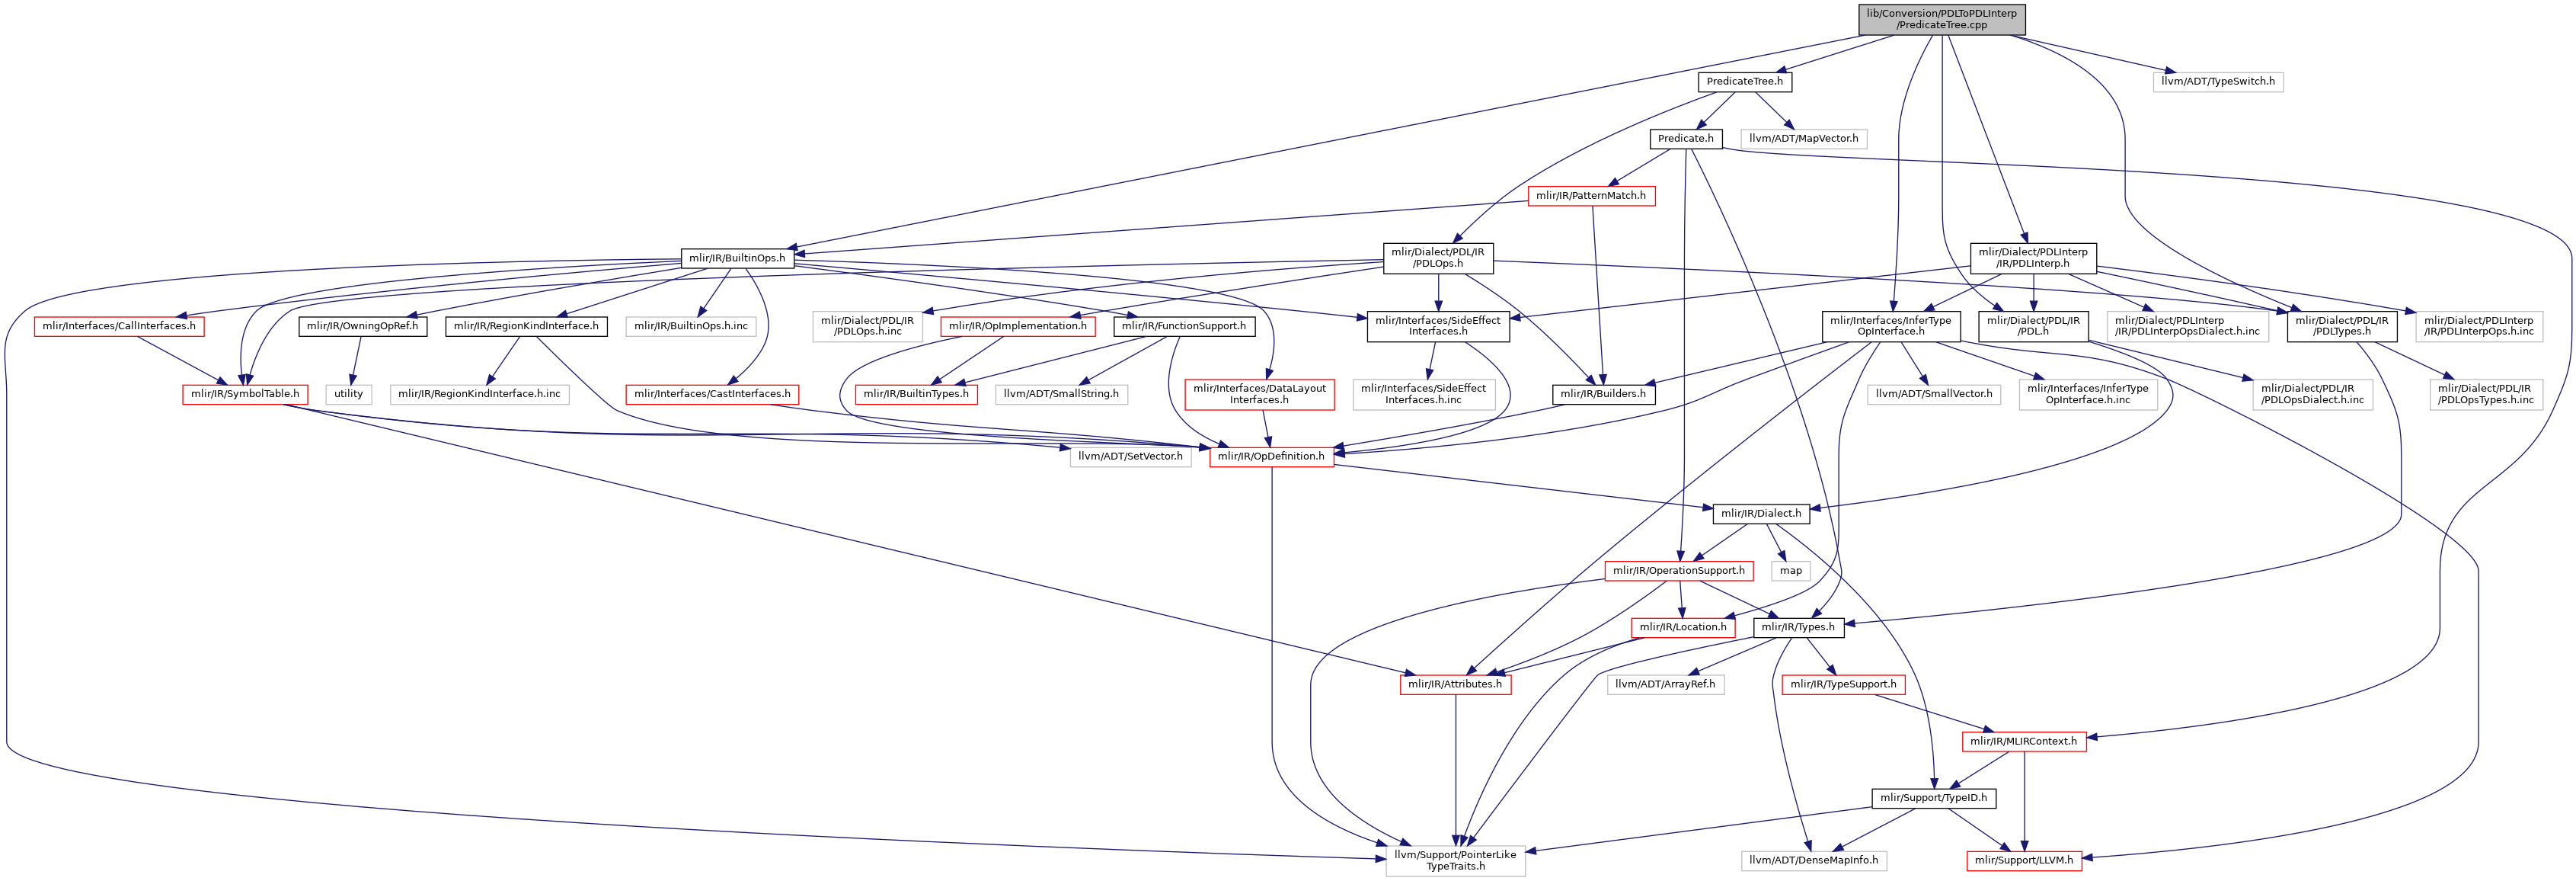 lib/Conversion/PDLToPDLInterp
/PredicateTree.cpp
PredicateTree.h
llvm/ADT/TypeSwitch.h
Predicate.h
llvm/ADT/MapVector.h
mlir/IR/PatternMatch.h
mlir/IR/BuiltinOps.h
mlir/Dialect/PDL/IR
/PDLOps.h
mlir/Dialect/PDLInterp
/IR/PDLInterp.h
mlir/Interfaces/CallInterfaces.h
mlir/IR/OwningOpRef.h
mlir/IR/RegionKindInterface.h
mlir/IR/BuiltinOps.h.inc
mlir/Dialect/PDL/IR
/PDLOps.h.inc
mlir/IR/OpImplementation.h
mlir/IR/FunctionSupport.h
mlir/Interfaces/SideEffect
Interfaces.h
mlir/Interfaces/InferType
OpInterface.h
mlir/Dialect/PDL/IR
/PDL.h
mlir/Dialect/PDLInterp
/IR/PDLInterpOpsDialect.h.inc
mlir/Dialect/PDL/IR
/PDLTypes.h
mlir/Dialect/PDLInterp
/IR/PDLInterpOps.h.inc
mlir/IR/SymbolTable.h
utility
mlir/IR/RegionKindInterface.h.inc
mlir/Interfaces/CastInterfaces.h
mlir/IR/BuiltinTypes.h
llvm/ADT/SmallString.h
mlir/Interfaces/DataLayout
Interfaces.h
mlir/Interfaces/SideEffect
Interfaces.h.inc
mlir/IR/Builders.h
llvm/ADT/SmallVector.h
mlir/Interfaces/InferType
OpInterface.h.inc
mlir/Dialect/PDL/IR
/PDLOpsDialect.h.inc
mlir/Dialect/PDL/IR
/PDLOpsTypes.h.inc
llvm/ADT/SetVector.h
mlir/IR/OpDefinition.h
mlir/IR/Dialect.h
mlir/IR/OperationSupport.h
map
mlir/IR/Location.h
mlir/IR/Types.h
mlir/IR/Attributes.h
llvm/ADT/ArrayRef.h
mlir/IR/TypeSupport.h
mlir/IR/MLIRContext.h
mlir/Support/TypeID.h
llvm/Support/PointerLike
TypeTraits.h
llvm/ADT/DenseMapInfo.h
mlir/Support/LLVM.h